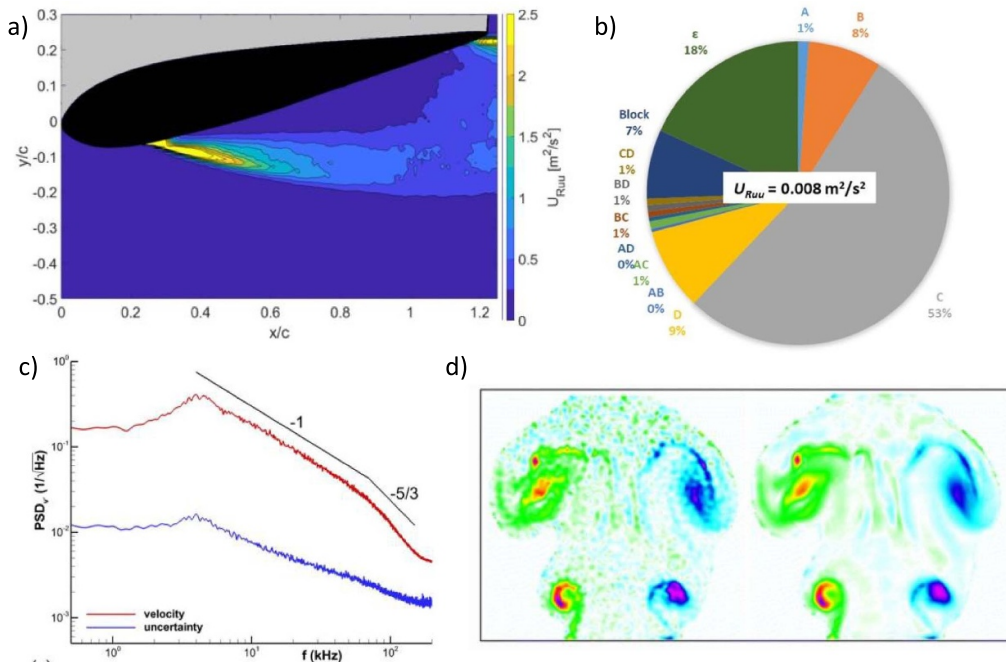 a)
0.3
0.2
0.1
0
-0.1
-0.2
-0.3
-0.4
-0.5
y/c
0 0.2 0.4 0.6 0.8 1 1.2
x/c
2.5
2
1.5
1
0.5
0
U_Ruu [m²/s²]
b)
A
1%
B
8%
ε
18%
Block
7%
CD
1%
BD
1%
BC
1%
AD
0%
AC
1%
AB
0%
D
9%
C
53%
U_Ruu = 0.008 m²/s²
c)
10⁰
10⁻¹
10⁻²
10⁻³
PSD_v' (1/√Hz)
-1
-5/3
velocity
uncertainty
10⁰ 10¹ 10²
f (kHz)
d)